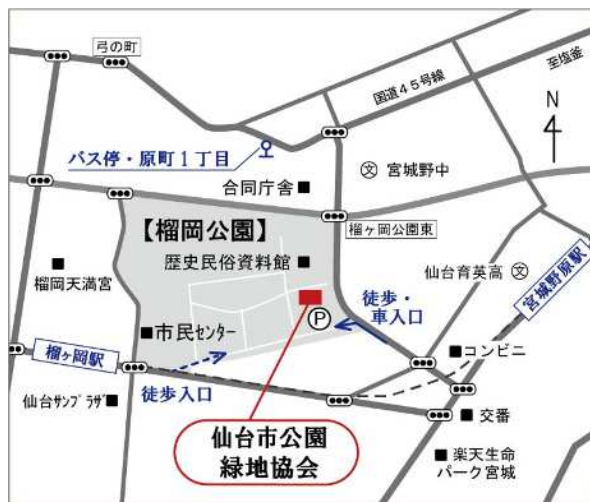 弓の町
至塩釜
国道45号線
N
バス停・原町1丁目
文 宮城野中
合同庁舎
【榴岡公園】
榴ヶ岡公園東
歴史民俗資料館
仙台育英高 文
榴岡天満宮
宮城野原駅
徒歩・
車入口
P
市民センター
榴ヶ岡駅
コンビニ
徒歩入口
仙台サンプラザ
交番
仙台市公園
緑地協会
楽天生命
パーク宮城